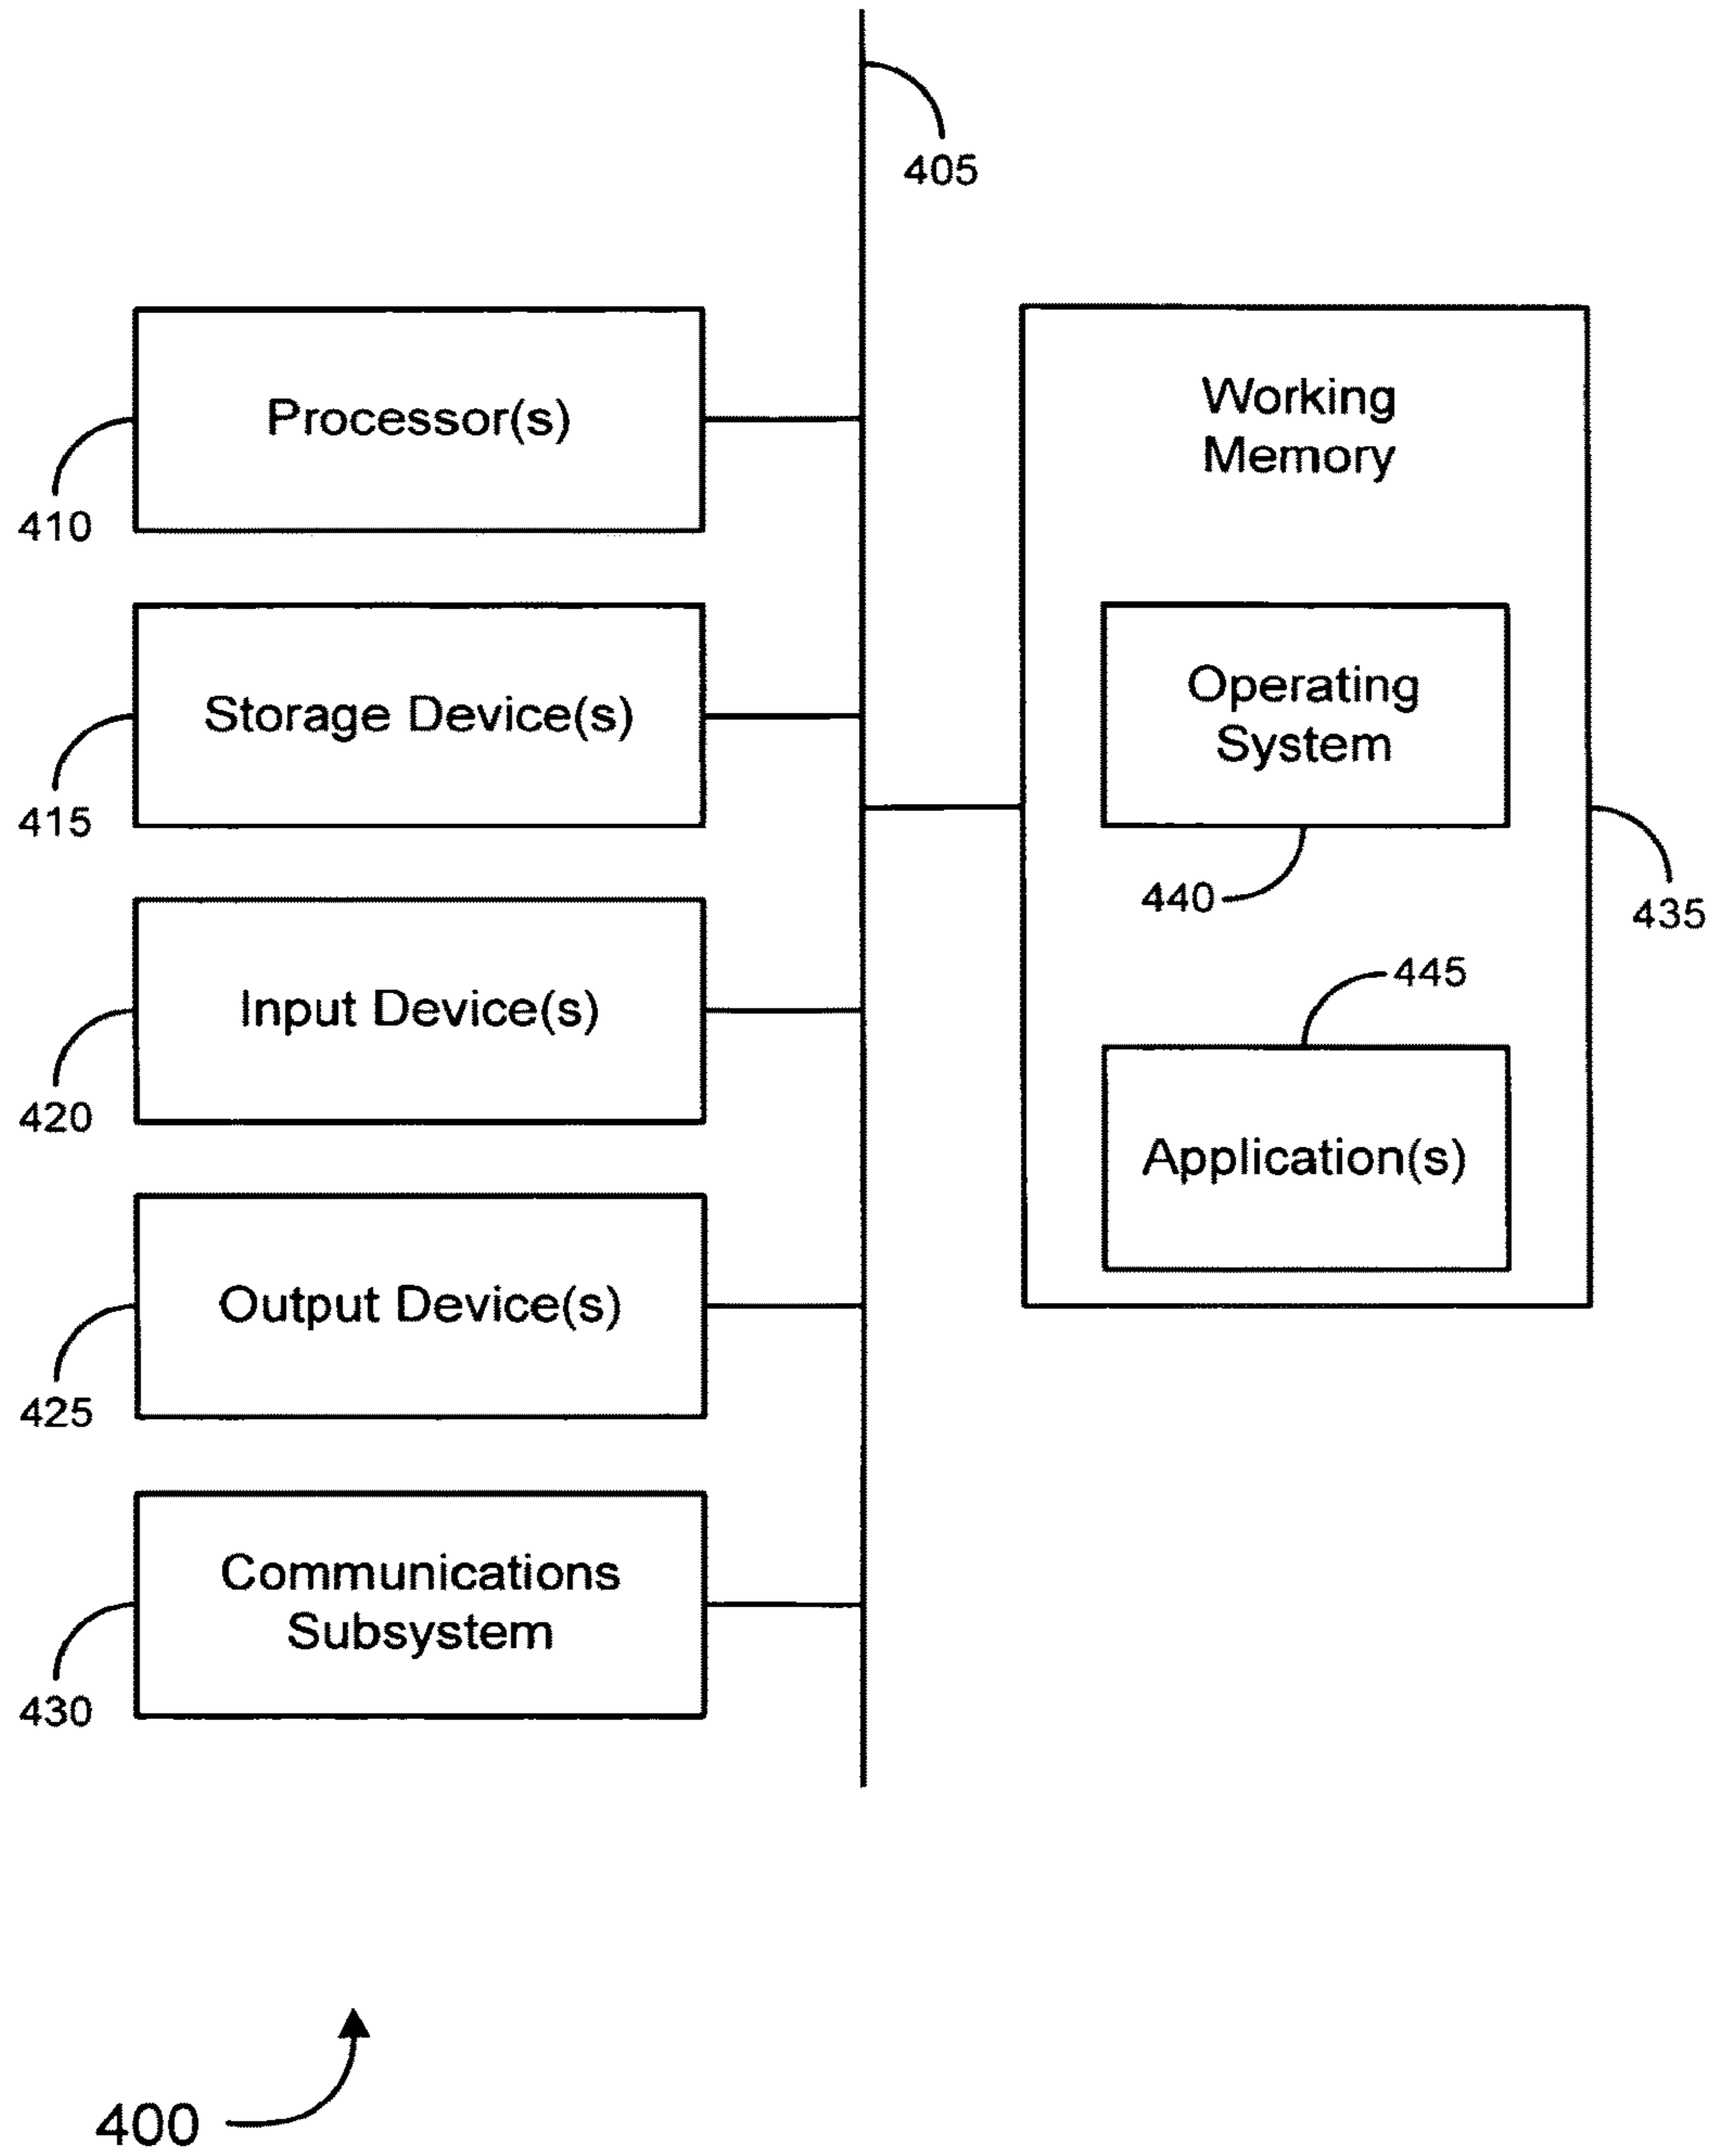 405
Processor(s)
410
Storage Device(s)
415
Input Device(s)
420
Output Device(s)
425
Communications
Subsystem
430
Working
Memory
Operating
System
440
435
445
Application(s)
400